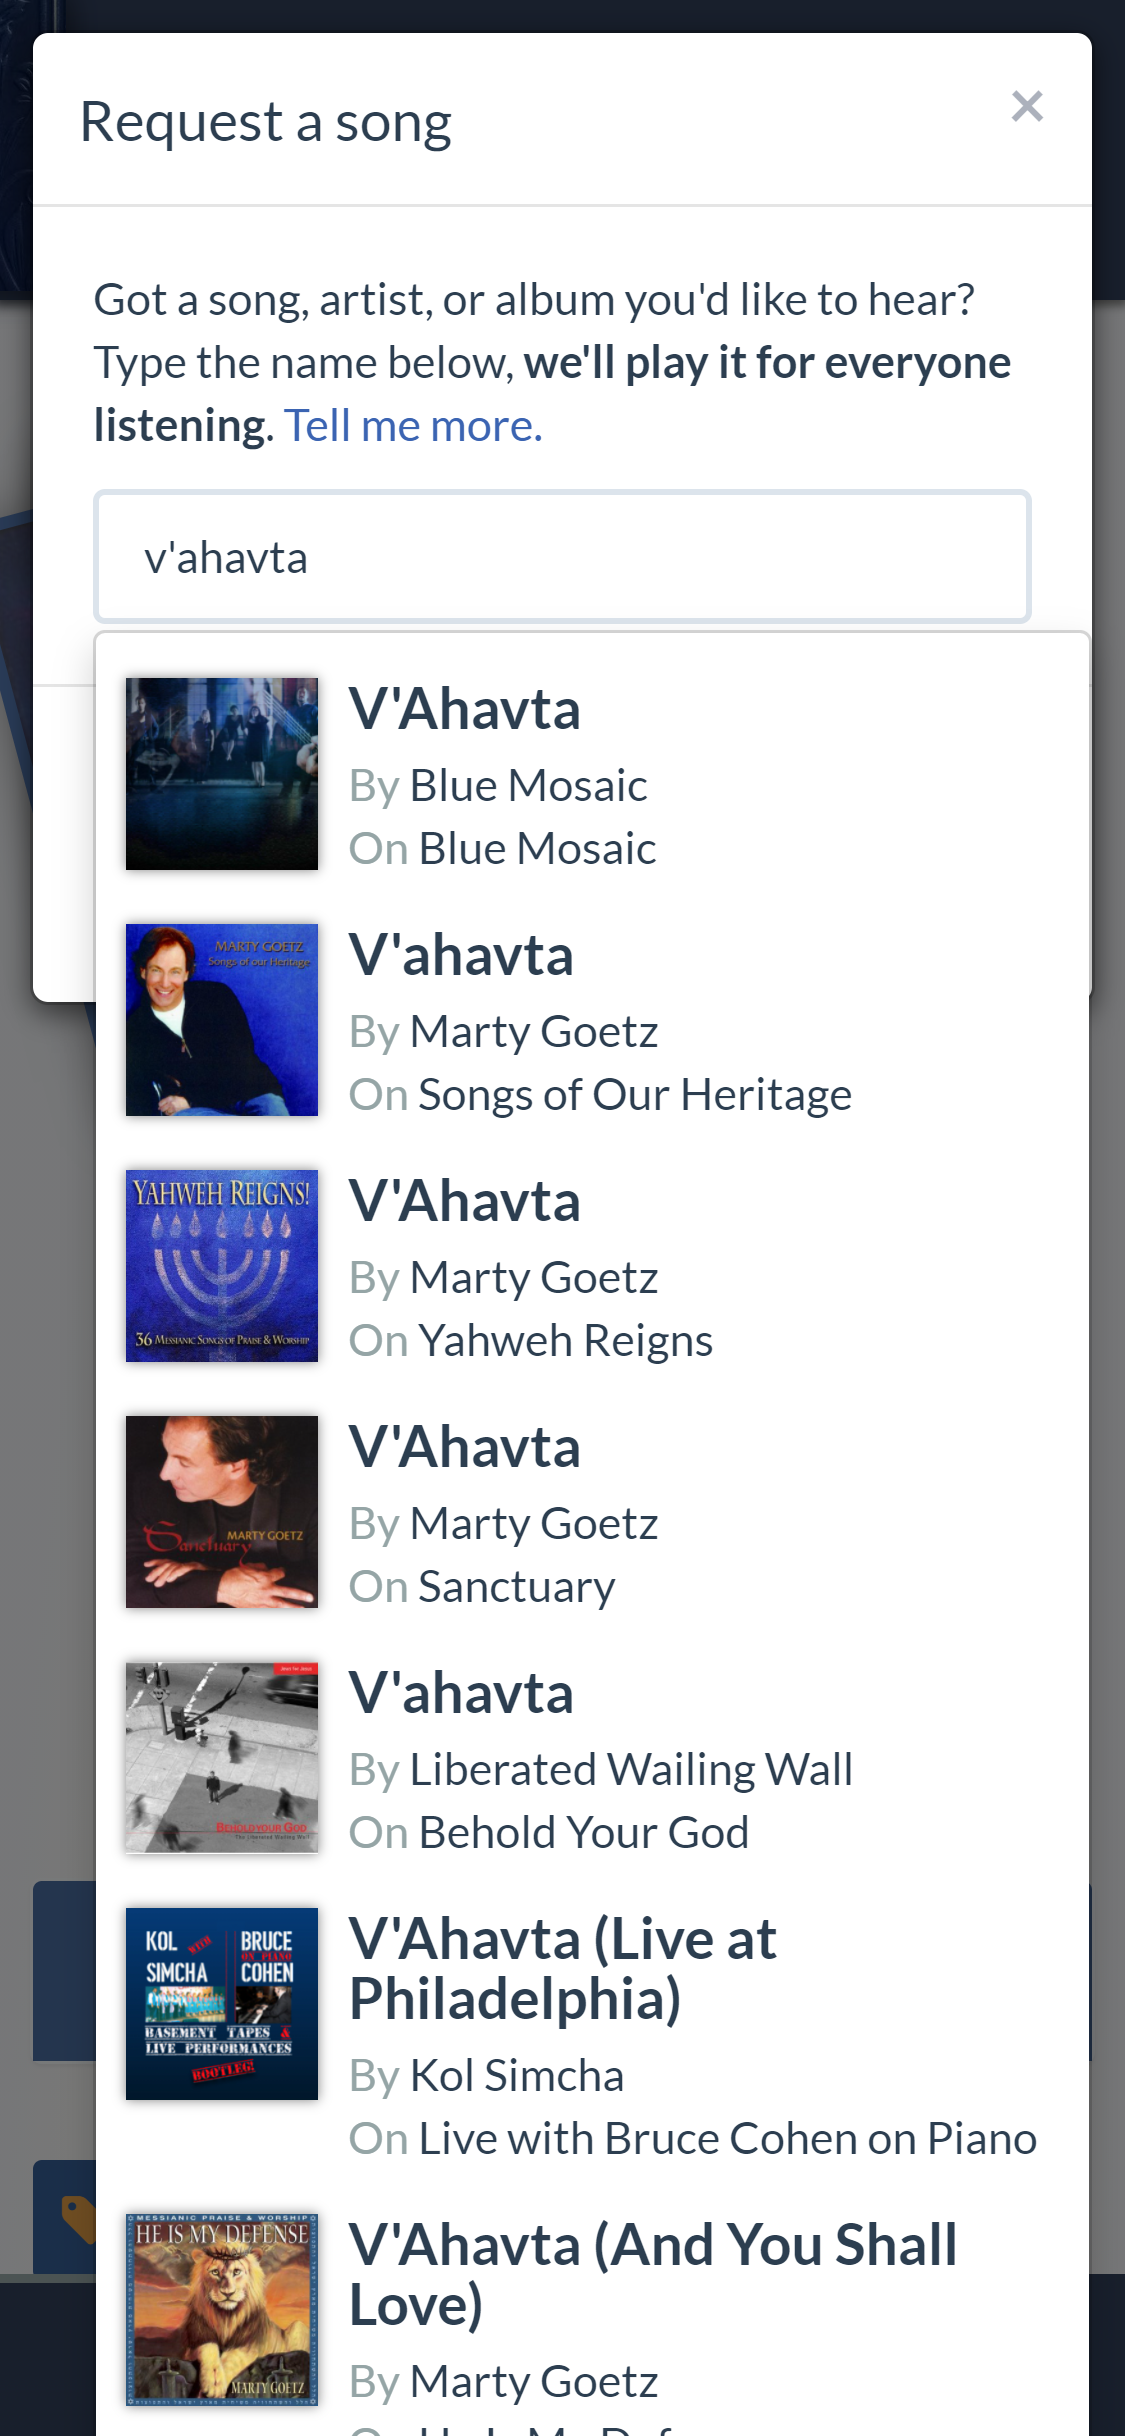 Request a song
×
Got a song, artist, or album you'd like to hear?
Type the name below, we'll play it for everyone
listening. Tell me more.
v'ahavta
V'Ahavta
By Blue Mosaic
On Blue Mosaic
MARTY GOETZ
Songs of our Heritage
V'ahavta
By Marty Goetz
On Songs of Our Heritage
YAHWEH REIGNS!
36 MESSIANIC SONGS OF PRAISE & WORSHIP
V'Ahavta
By Marty Goetz
On Yahweh Reigns
Sanctuary
MARTY GOETZ
V'Ahavta
By Marty Goetz
On Sanctuary
BEHOLD YOUR GOD
The Liberated Wailing Wall
V'ahavta
By Liberated Wailing Wall
On Behold Your God
KOL SIMCHA WITH BRUCE COHEN
ON PIANO
BASEMENT TAPES &
LIVE PERFORMANCES
BOOTLEG!
V'Ahavta (Live at
Philadelphia)
By Kol Simcha
On Live with Bruce Cohen on Piano
MESSIANIC PRAISE & WORSHIP
HE IS MY DEFENSE
MARTY GOETZ
V'Ahavta (And You Shall
Love)
By Marty Goetz